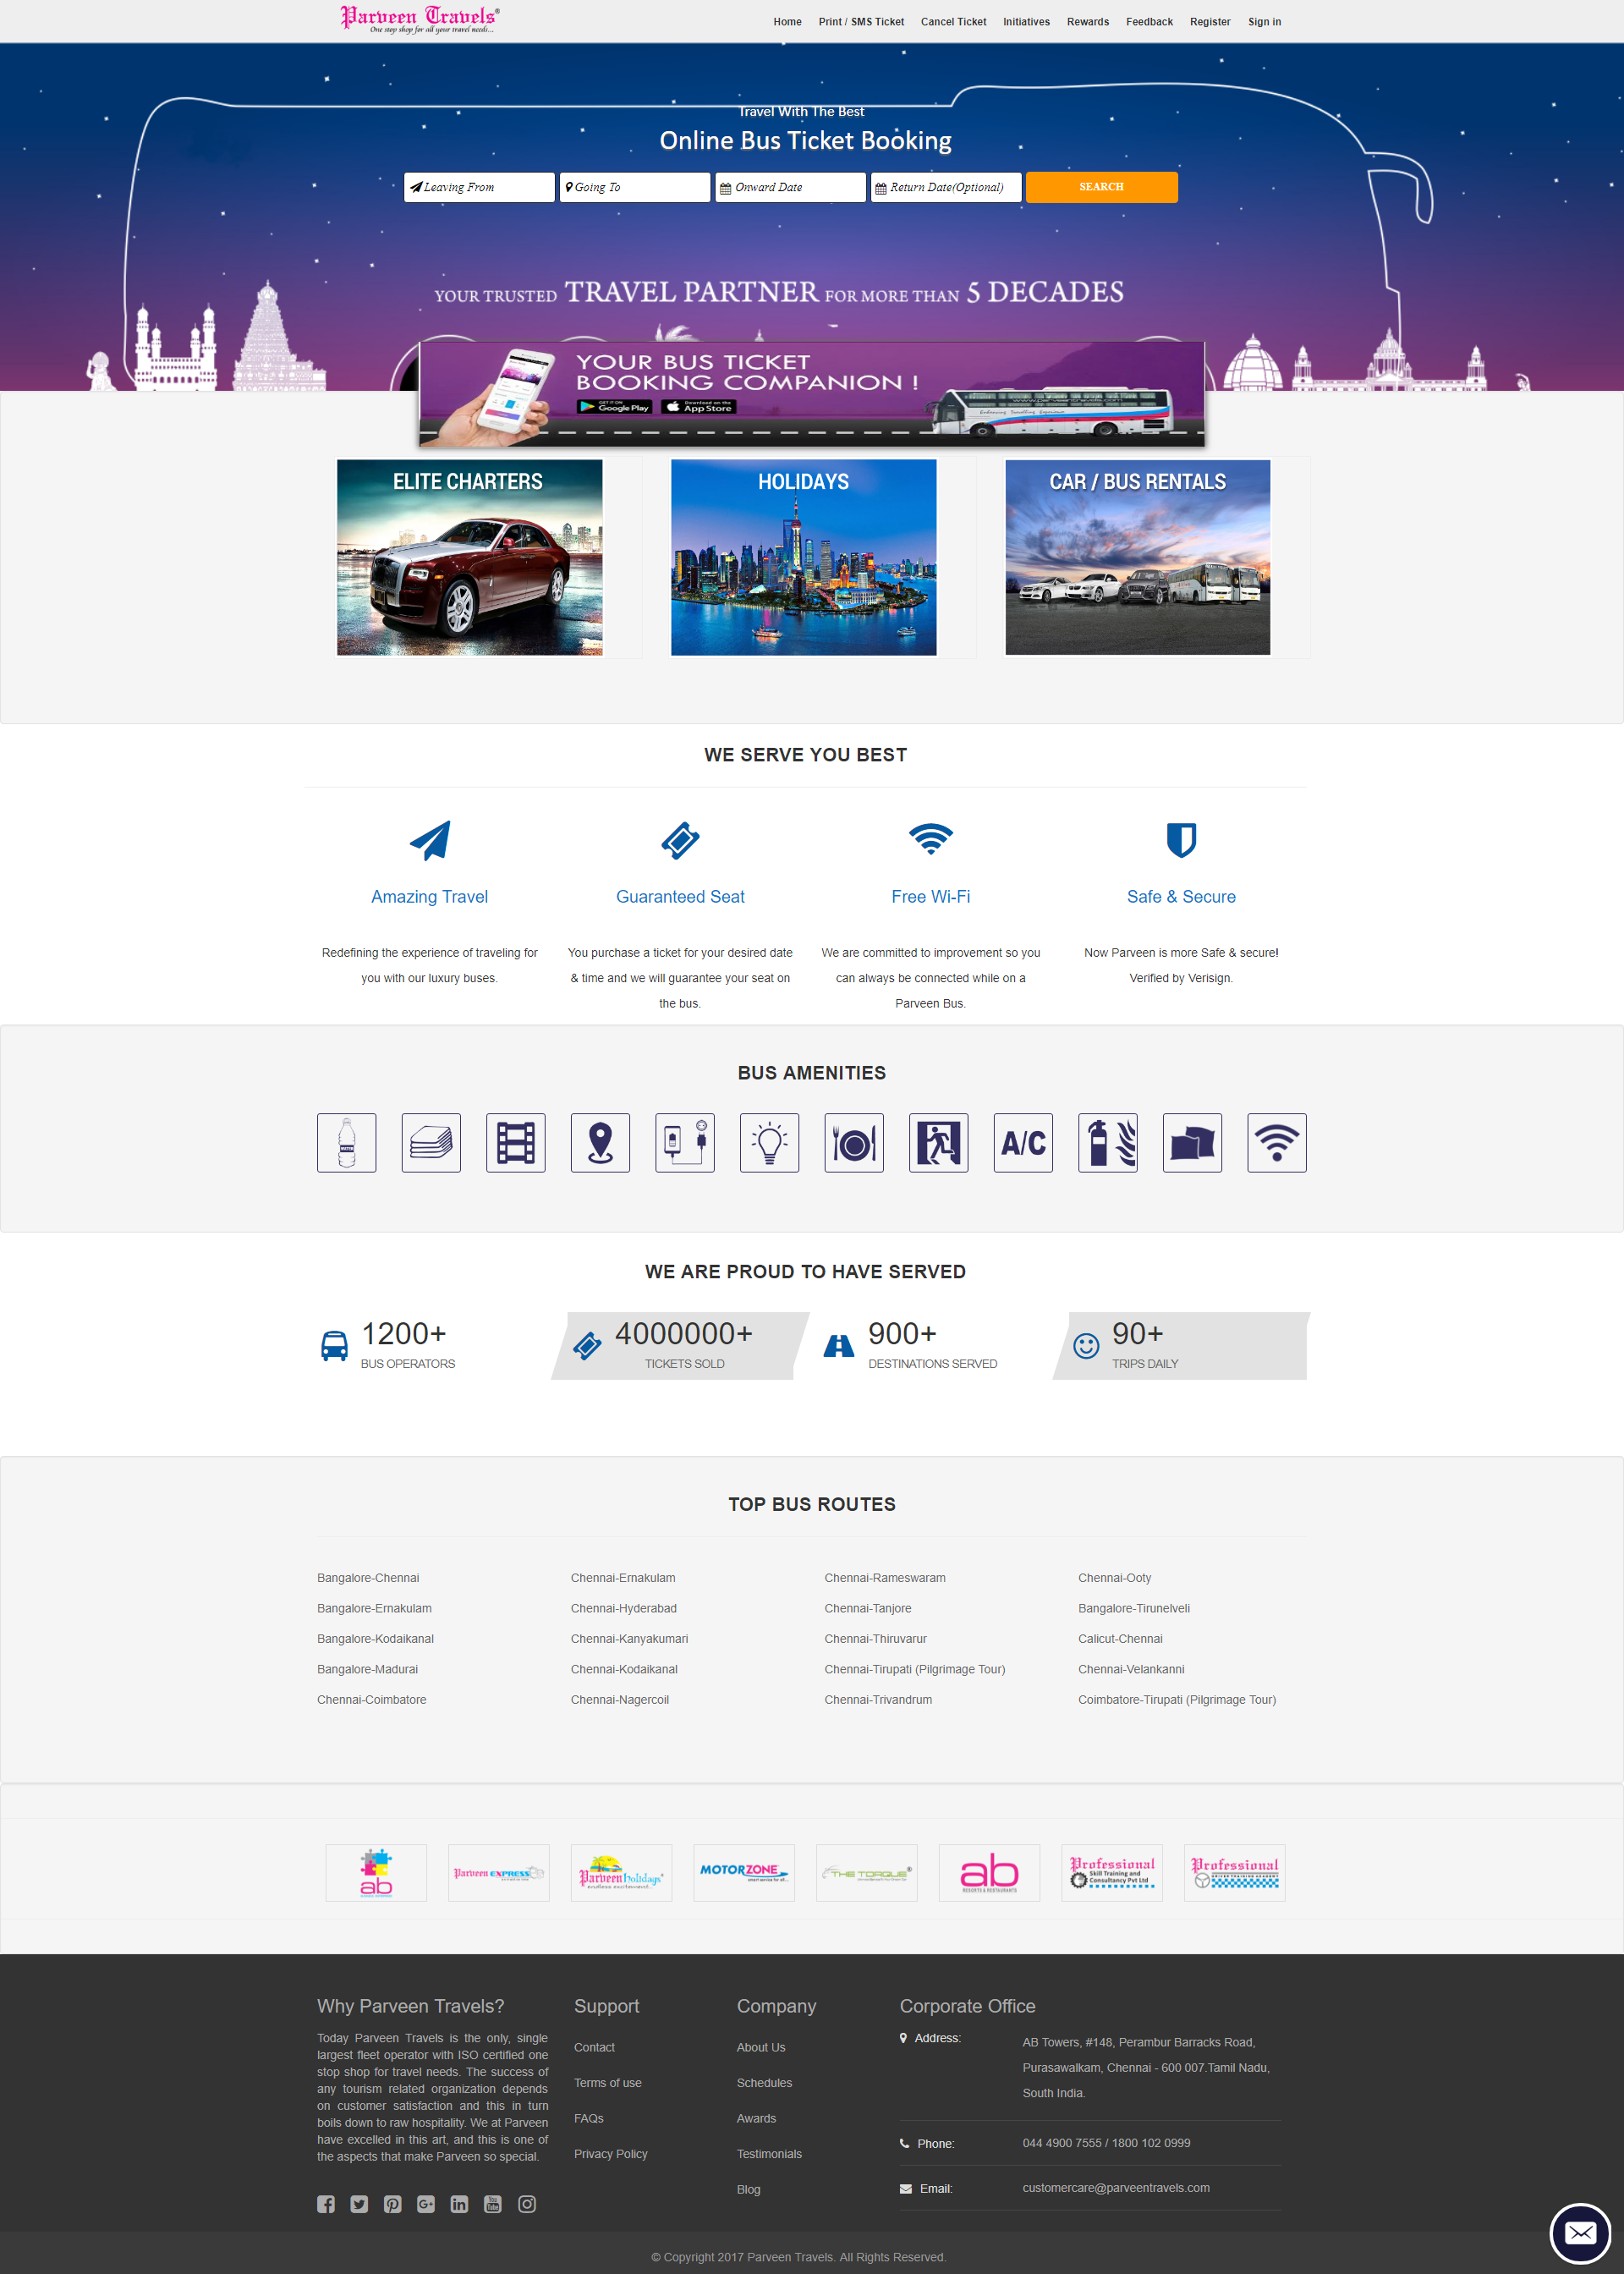 Parveen Travels®
One stop shop for all your travel needs...
Home Print / SMS Ticket Cancel Ticket Initiatives Rewards Feedback Register Sign in
Travel With The Best
Online Bus Ticket Booking
Leaving From Going To Onward Date Return Date(Optional) SEARCH
YOUR TRUSTED TRAVEL PARTNER FOR MORE THAN 5 DECADES
YOUR BUS TICKET
BOOKING COMPANION !
GET IT ON
Google Play
Download on the
App Store
ELITE CHARTERS HOLIDAYS CAR / BUS RENTALS
WE SERVE YOU BEST
Amazing Travel
Redefining the experience of traveling for
you with our luxury buses.
Guaranteed Seat
You purchase a ticket for your desired date
& time and we will guarantee your seat on
the bus.
Free Wi-Fi
We are committed to improvement so you
can always be connected while on a
Parveen Bus.
Safe & Secure
Now Parveen is more Safe & secure!
Verified by Verisign.
BUS AMENITIES
WATER
A/C
WE ARE PROUD TO HAVE SERVED
1200+
BUS OPERATORS
4000000+
TICKETS SOLD
900+
DESTINATIONS SERVED
90+
TRIPS DAILY
TOP BUS ROUTES
Bangalore-Chennai
Bangalore-Ernakulam
Bangalore-Kodaikanal
Bangalore-Madurai
Chennai-Coimbatore
Chennai-Ernakulam
Chennai-Hyderabad
Chennai-Kanyakumari
Chennai-Kodaikanal
Chennai-Nagercoil
Chennai-Rameswaram
Chennai-Tanjore
Chennai-Thiruvarur
Chennai-Tirupati (Pilgrimage Tour)
Chennai-Trivandrum
Chennai-Ooty
Bangalore-Tirunelveli
Calicut-Chennai
Chennai-Velankanni
Coimbatore-Tirupati (Pilgrimage Tour)
ab
Parveen EXPRESS
Parveen holidays
endless excitement...
MOTORZONE
smart service for all...
THE TORQUE®
ab
RESORTS & RESTAURANTS
Professional
Skill Training and
Consultancy Pvt Ltd
Professional
Why Parveen Travels?
Today Parveen Travels is the only, single
largest fleet operator with ISO certified one
stop shop for travel needs. The success of
any tourism related organization depends
on customer satisfaction and this in turn
boils down to raw hospitality. We at Parveen
have excelled in this art, and this is one of
the aspects that make Parveen so special.
Support
Contact
Terms of use
FAQs
Privacy Policy
Company
About Us
Schedules
Awards
Testimonials
Blog
Corporate Office
Address:
AB Towers, #148, Perambur Barracks Road,
Purasawalkam, Chennai - 600 007.Tamil Nadu,
South India.
Phone: 044 4900 7555 / 1800 102 0999
Email: customercare@parveentravels.com
© Copyright 2017 Parveen Travels. All Rights Reserved.